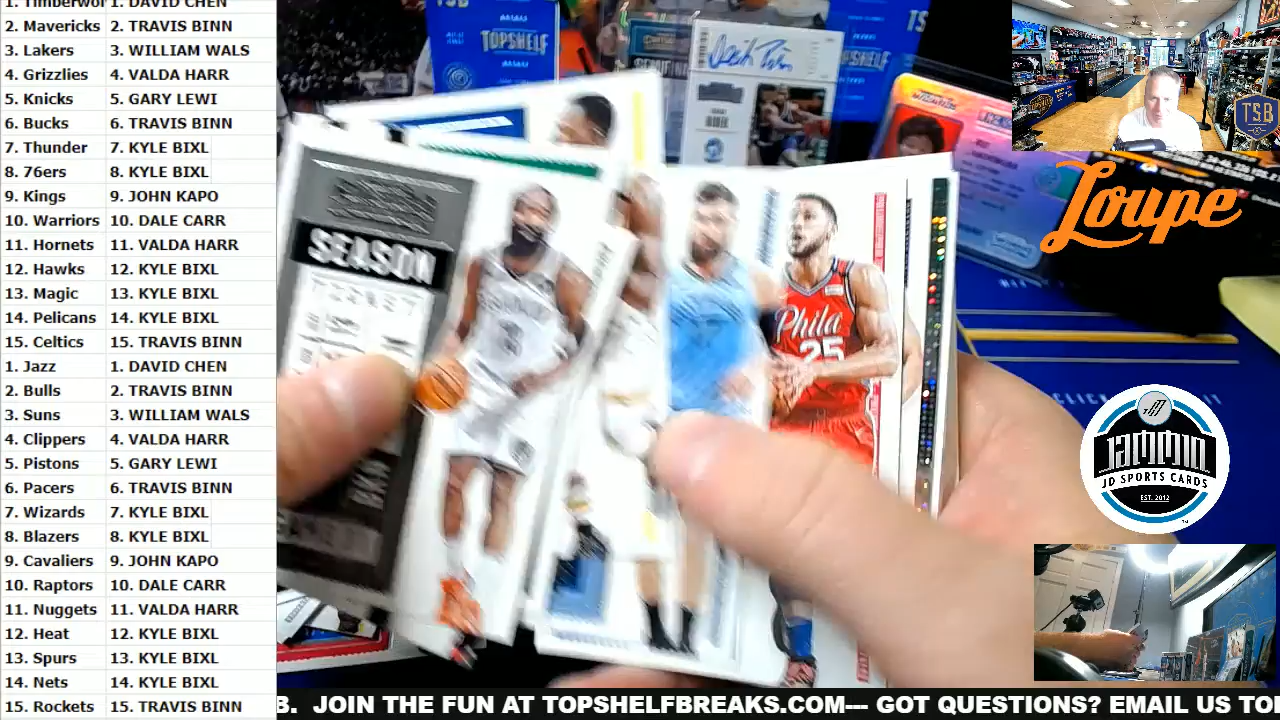 1. Timberwol 1. DAVID CHEN
2. Mavericks 2. TRAVIS BINN
3. Lakers 3. WILLIAM WALS
4. Grizzlies 4. VALDA HARR
5. Knicks 5. GARY LEWI
6. Bucks 6. TRAVIS BINN
7. Thunder 7. KYLE BIXL
8. 76ers 8. KYLE BIXL
9. Kings 9. JOHN KAPO
10. Warriors 10. DALE CARR
11. Hornets 11. VALDA HARR
12. Hawks 12. KYLE BIXL
13. Magic 13. KYLE BIXL
14. Pelicans 14. KYLE BIXL
15. Celtics 15. TRAVIS BINN
1. Jazz 1. DAVID CHEN
2. Bulls 2. TRAVIS BINN
3. Suns 3. WILLIAM WALS
4. Clippers 4. VALDA HARR
5. Pistons 5. GARY LEWI
6. Pacers 6. TRAVIS BINN
7. Wizards 7. KYLE BIXL
8. Blazers 8. KYLE BIXL
9. Cavaliers 9. JOHN KAPO
10. Raptors 10. DALE CARR
11. Nuggets 11. VALDA HARR
12. Heat 12. KYLE BIXL
13. Spurs 13. KYLE BIXL
14. Nets 14. KYLE BIXL
15. Rockets 15. TRAVIS BINN
TSB
TOPSHELF
SEASON
TICKET
Phila
25
TSB
Loupe
JD SPORTS CARDS
EST. 2012
B. JOIN THE FUN AT TOPSHELFBREAKS.COM--- GOT QUESTIONS? EMAIL US TO